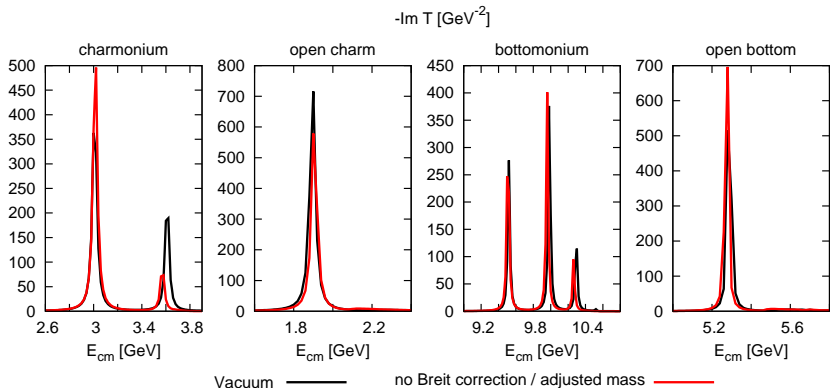 -Im T [GeV⁻²]
charmonium open charm bottomonium open bottom
500 450 400 350 300 250 200 150 100 50 0
2.6 3 3.4 3.8
E_cm [GeV]
800 700 600 500 400 300 200 100 0
1.8 2.2
E_cm [GeV]
450 400 350 300 250 200 150 100 50 0
9.2 9.8 10.4
E_cm [GeV]
700 600 500 400 300 200 100 0
5.2 5.6
E_cm [GeV]
Vacuum no Breit correction / adjusted mass